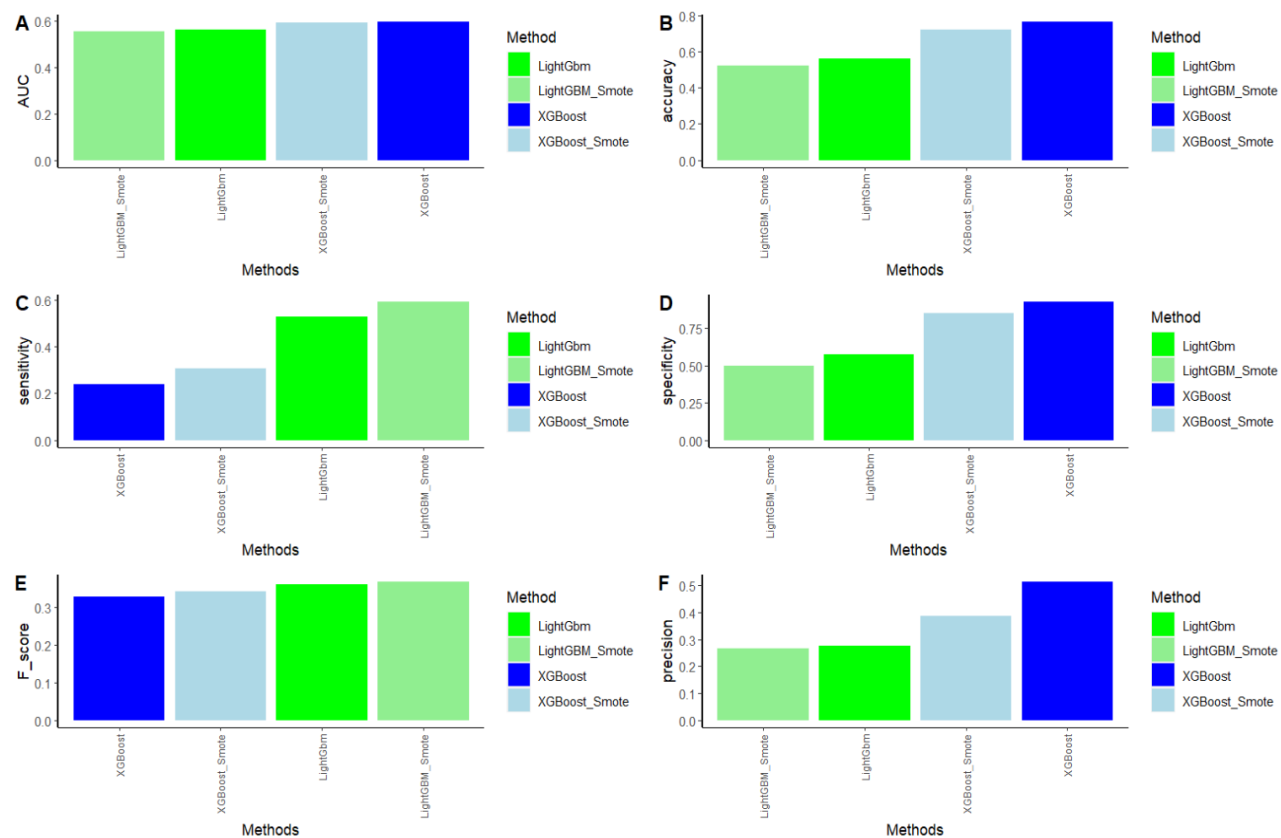 A
AUC
0.6
0.4
0.2
0.0
LightGBM_Smote
LightGbm
XGBoost_Smote
XGBoost
Methods
Method
LightGbm
LightGBM_Smote
XGBoost
XGBoost_Smote
B
accuracy
0.8
0.6
0.4
0.2
0.0
LightGBM_Smote
LightGbm
XGBoost_Smote
XGBoost
Methods
Method
LightGbm
LightGBM_Smote
XGBoost
XGBoost_Smote
C
sensitivity
0.6
0.4
0.2
0.0
XGBoost
XGBoost_Smote
LightGbm
LightGBM_Smote
Methods
Method
LightGbm
LightGBM_Smote
XGBoost
XGBoost_Smote
D
specificity
0.75
0.50
0.25
0.00
LightGBM_Smote
LightGbm
XGBoost_Smote
XGBoost
Methods
Method
LightGbm
LightGBM_Smote
XGBoost
XGBoost_Smote
E
F_score
0.3
0.2
0.1
0.0
XGBoost
XGBoost_Smote
LightGbm
LightGBM_Smote
Methods
Method
LightGbm
LightGBM_Smote
XGBoost
XGBoost_Smote
F
precision
0.5
0.4
0.3
0.2
0.1
0.0
LightGBM_Smote
LightGbm
XGBoost_Smote
XGBoost
Methods
Method
LightGbm
LightGBM_Smote
XGBoost
XGBoost_Smote